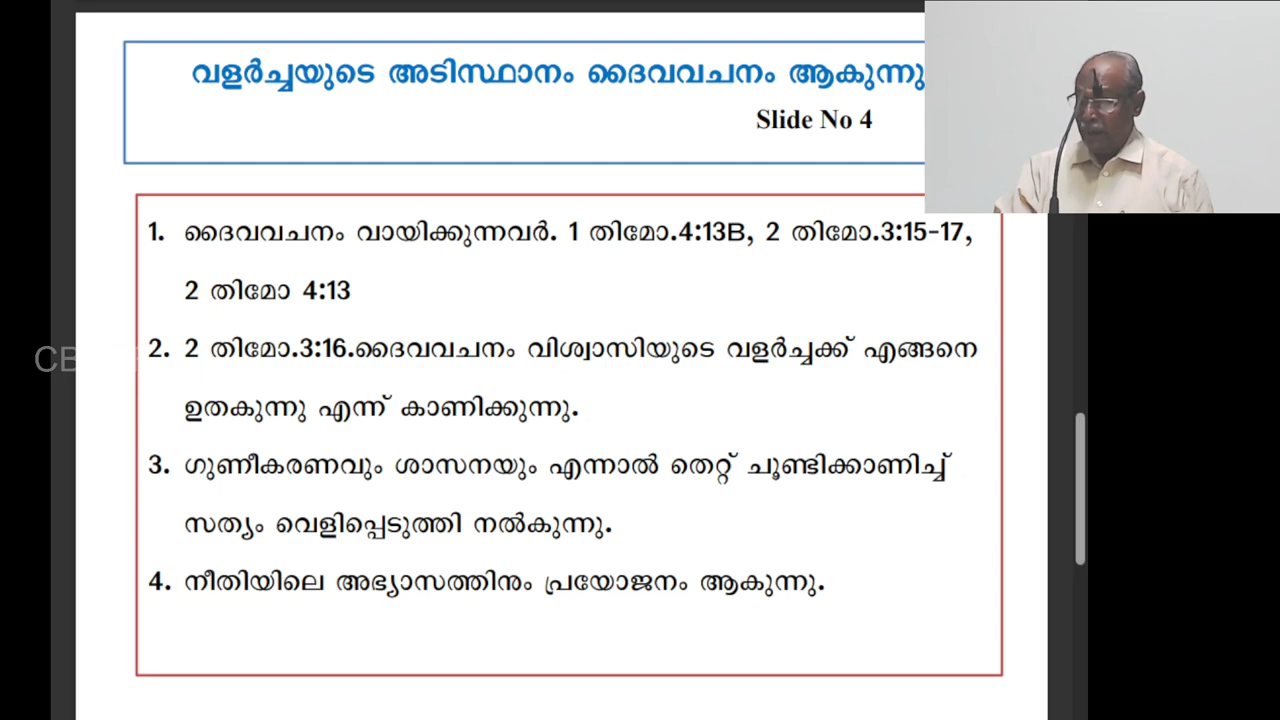 വളർച്ചയുടെ അടിസ്ഥാനം ദൈവവചനം ആകുന്നു
Slide No 4
1. ദൈവവചനം വായിക്കുന്നവർ. 1 തിമോ.4:13B, 2 തിമോ.3:15-17,
2 തിമോ 4:13
2. 2 തിമോ.3:16.ദൈവവചനം വിശ്വാസിയുടെ വളർച്ചക്ക് എങ്ങനെ
ഉതകുന്നു എന്ന് കാണിക്കുന്നു.
3. ഗുണീകരണവും ശാസനയും എന്നാൽ തെറ്റ് ചൂണ്ടിക്കാണിച്ച്
സത്യം വെളിപ്പെടുത്തി നൽകുന്നു.
4. നീതിയിലെ അഭ്യാസത്തിനും പ്രയോജനം ആകുന്നു.